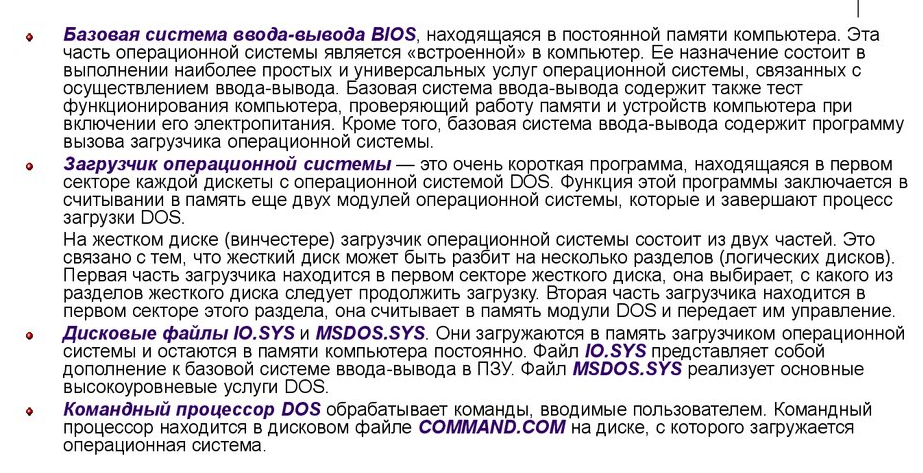 Базовая система ввода-вывода BIOS, находящаяся в постоянной памяти компьютера. Эта
часть операционной системы является «встроенной» в компьютер. Ее назначение состоит в
выполнении наиболее простых и универсальных услуг операционной системы, связанных с
осуществлением ввода-вывода. Базовая система ввода-вывода содержит также тест
функционирования компьютера, проверяющий работу памяти и устройств компьютера при
включении его электропитания. Кроме того, базовая система ввода-вывода содержит программу
вызова загрузчика операционной системы.
Загрузчик операционной системы — это очень короткая программа, находящаяся в первом
секторе каждой дискеты с операционной системой DOS. Функция этой программы заключается в
считывании в память еще двух модулей операционной системы, которые и завершают процесс
загрузки DOS.
На жестком диске (винчестере) загрузчик операционной системы состоит из двух частей. Это
связано с тем, что жесткий диск может быть разбит на несколько разделов (логических дисков).
Первая часть загрузчика находится в первом секторе жесткого диска, она выбирает, с какого из
разделов жесткого диска следует продолжить загрузку. Вторая часть загрузчика находится в
первом секторе этого раздела, она считывает в память модули DOS и передает им управление.
Дисковые файлы IO.SYS и MSDOS.SYS. Они загружаются в память загрузчиком операционной
системы и остаются в памяти компьютера постоянно. Файл IO.SYS представляет собой
дополнение к базовой системе ввода-вывода в ПЗУ. Файл MSDOS.SYS реализует основные
высокоуровневые услуги DOS.
Командный процессор DOS обрабатывает команды, вводимые пользователем. Командный
процессор находится в дисковом файле COMMAND.COM на диске, с которого загружается
операционная система.